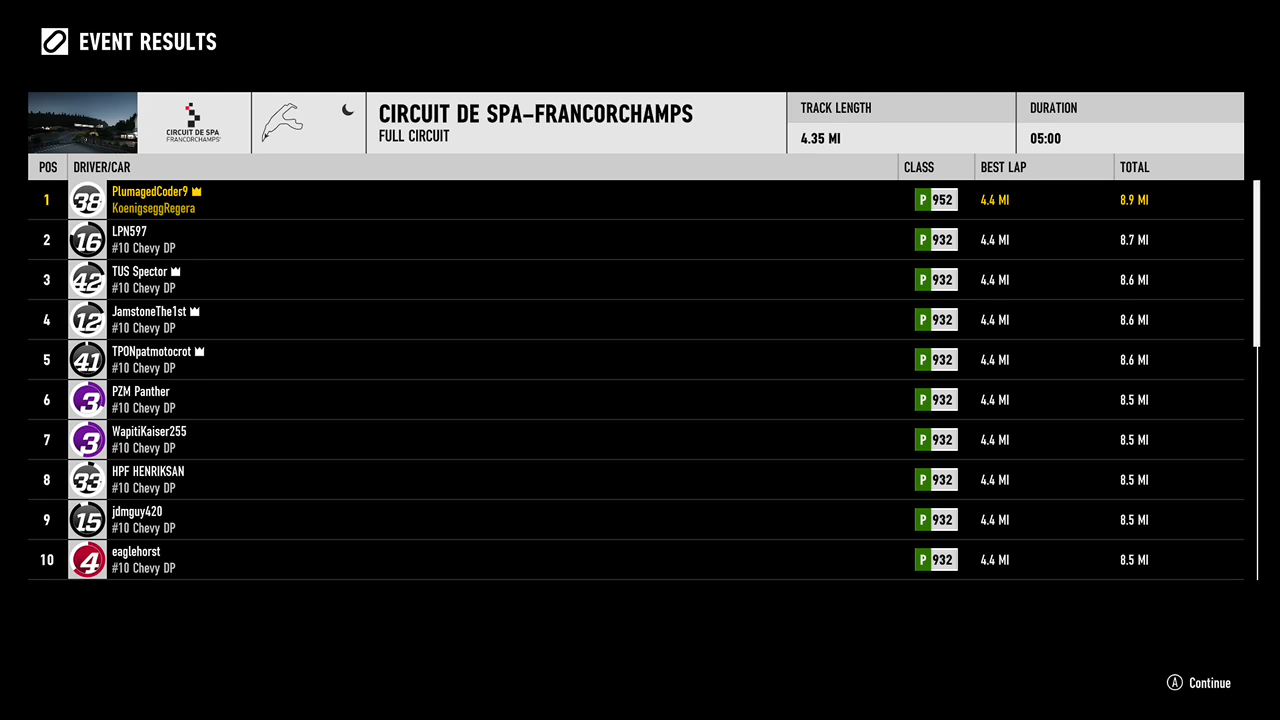 EVENT RESULTS
CIRCUIT DE SPA
FRANCORCHAMPS
CIRCUIT DE SPA-FRANCORCHAMPS
FULL CIRCUIT
TRACK LENGTH
4.35 MI
DURATION
05:00
POS DRIVER/CAR CLASS BEST LAP TOTAL
1 38 PlumagedCoder9 P 952 4.4 MI 8.9 MI
KoenigseggRegera
2 16 LPN597 P 932 4.4 MI 8.7 MI
#10 Chevy DP
3 42 TUS Spector P 932 4.4 MI 8.6 MI
#10 Chevy DP
4 12 JamstoneThe1st P 932 4.4 MI 8.6 MI
#10 Chevy DP
5 41 TPONpatmotocrot P 932 4.4 MI 8.6 MI
#10 Chevy DP
6 3 PZM Panther P 932 4.4 MI 8.5 MI
#10 Chevy DP
7 3 WapitiKaiser255 P 932 4.4 MI 8.5 MI
#10 Chevy DP
8 33 HPF HENRIKSAN P 932 4.4 MI 8.5 MI
#10 Chevy DP
9 15 jdmguy420 P 932 4.4 MI 8.5 MI
#10 Chevy DP
10 4 eaglehorst P 932 4.4 MI 8.5 MI
#10 Chevy DP
A Continue